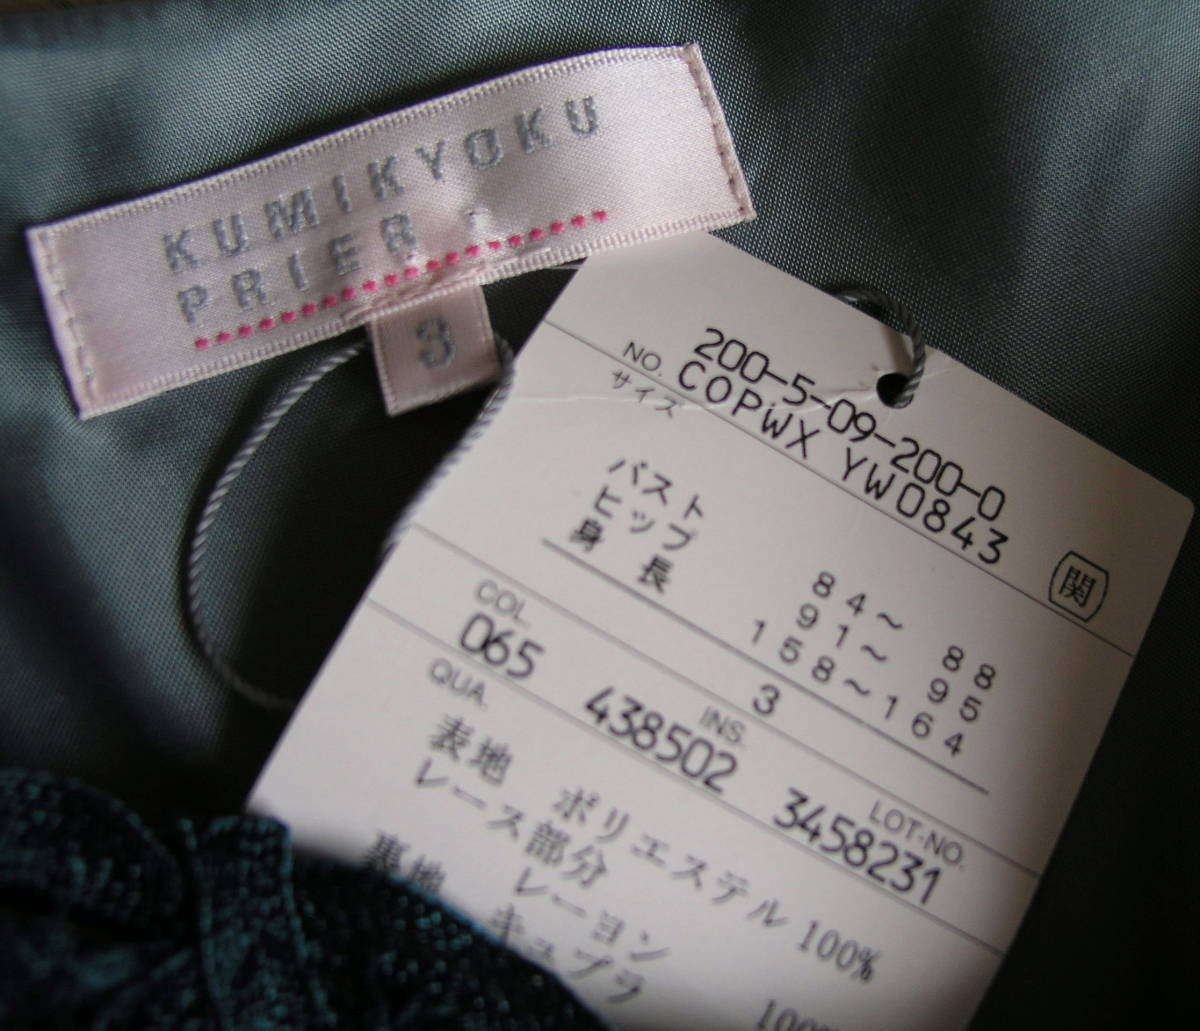 KUMIKYOKU
PRIER
3
200-5-09-200-0
NO. COPWX YW0843
サイズ
関
バスト 84～88
ヒップ 91～95
身長 158～164
3
COL. INS. LOT-NO.
065 438502 3458231
QUA.
表地 ポリエステル 100%
レース部分
レーヨン
裏地 キュプラ 100%